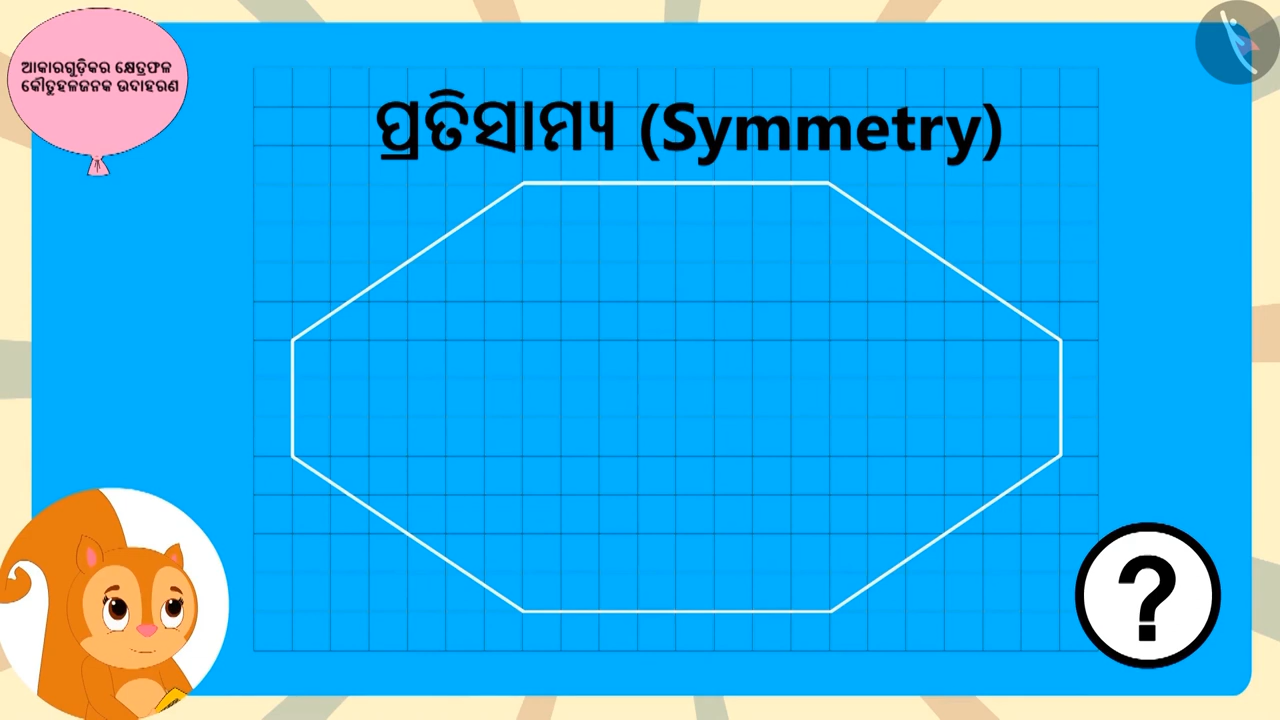 ଆକାରଗୁଡ଼ିକର କ୍ଷେତ୍ରଫଳ
କୌତୁହଳଜନକ ଉଦାହରଣ
ପ୍ରତିସାମ୍ୟ (Symmetry)
?